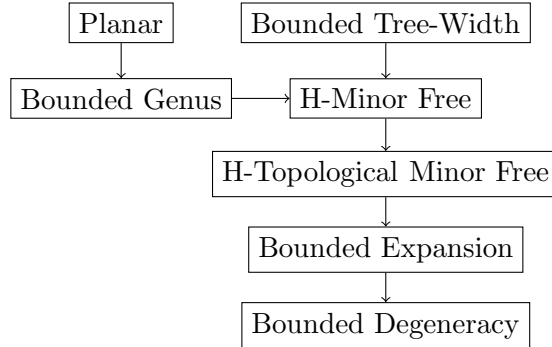 Planar
Bounded Tree-Width
Bounded Genus
H-Minor Free
H-Topological Minor Free
Bounded Expansion
Bounded Degeneracy